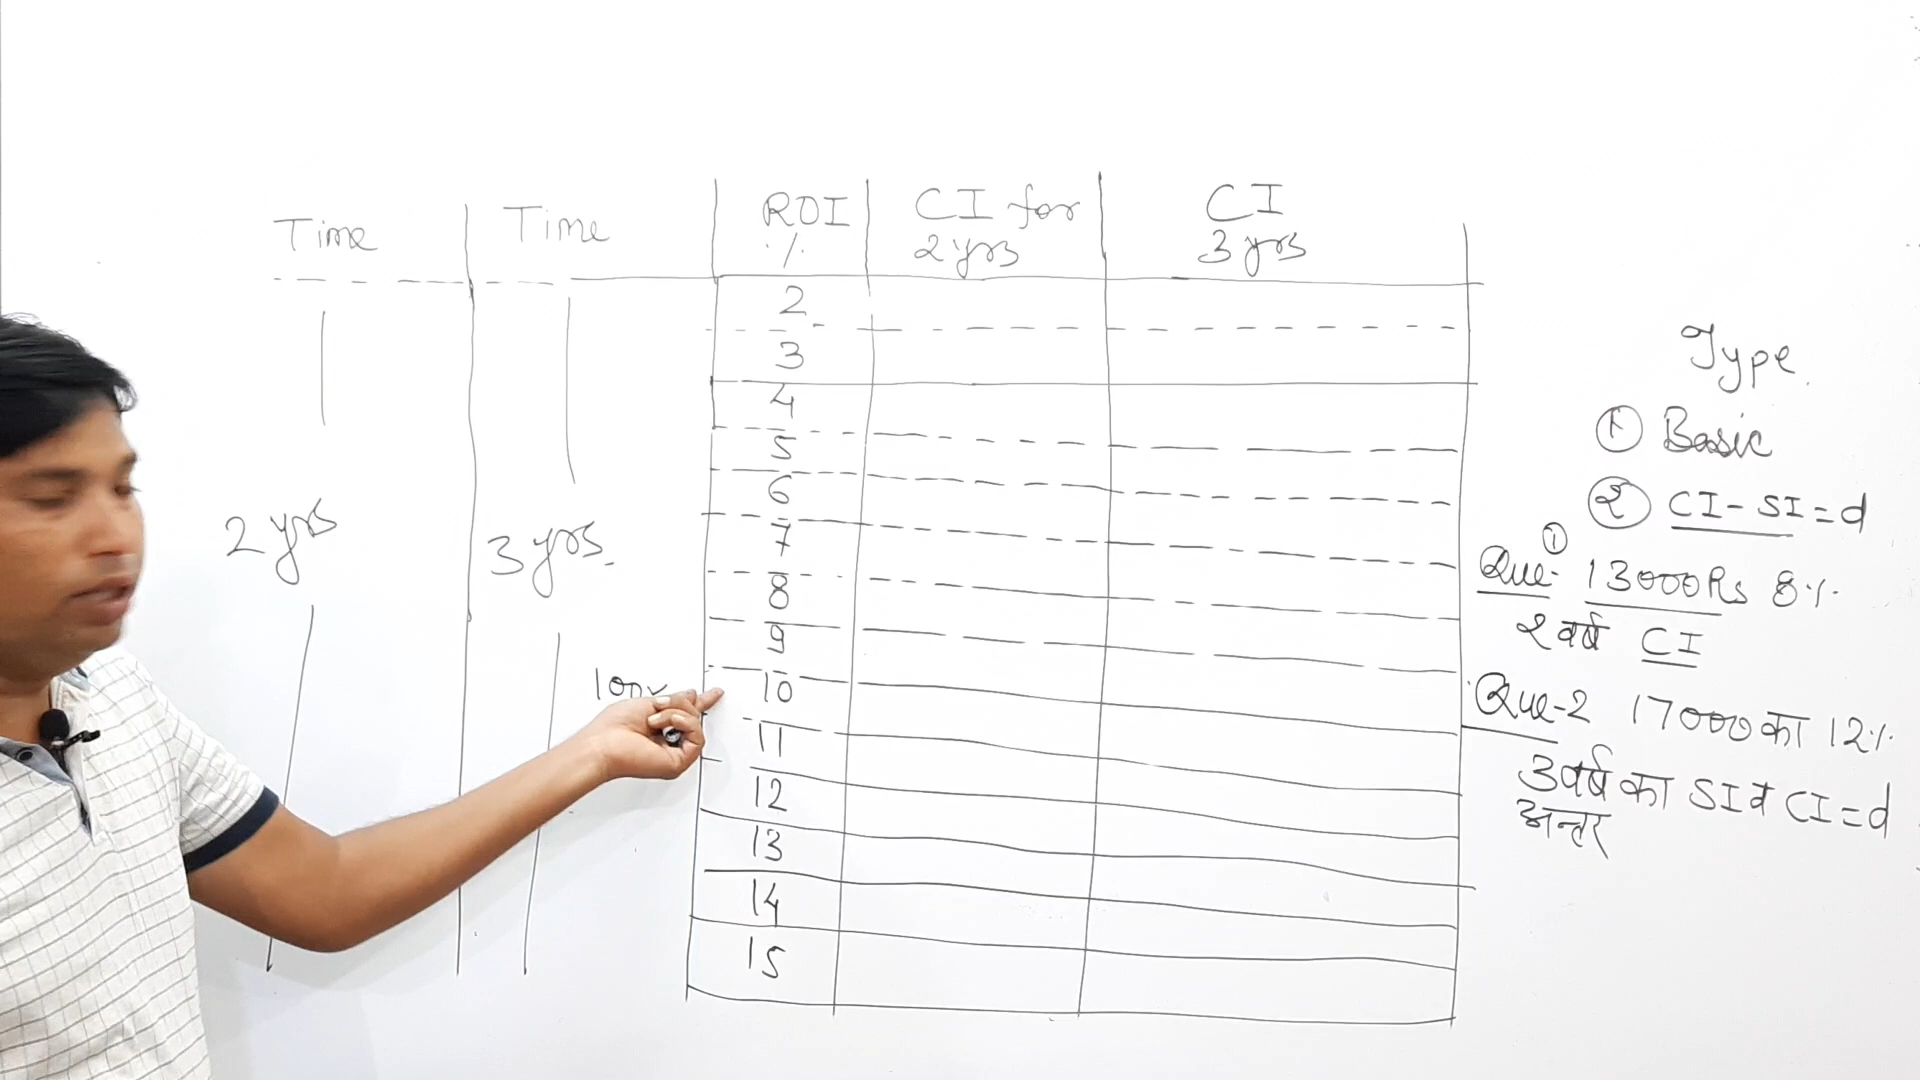 Time
Time
ROI %
CI for 2 yrs
CI 3 yrs
2
3
4
5
6
7
8
9
10
11
12
13
14
15
2 yrs
3 yrs.
Type.
① Basic
② CI-SI=d
Que- ① 13000Rs 8%
2 वर्ष CI
Que-2 17000 का 12%
3 वर्ष का SI व CI=d
अन्तर